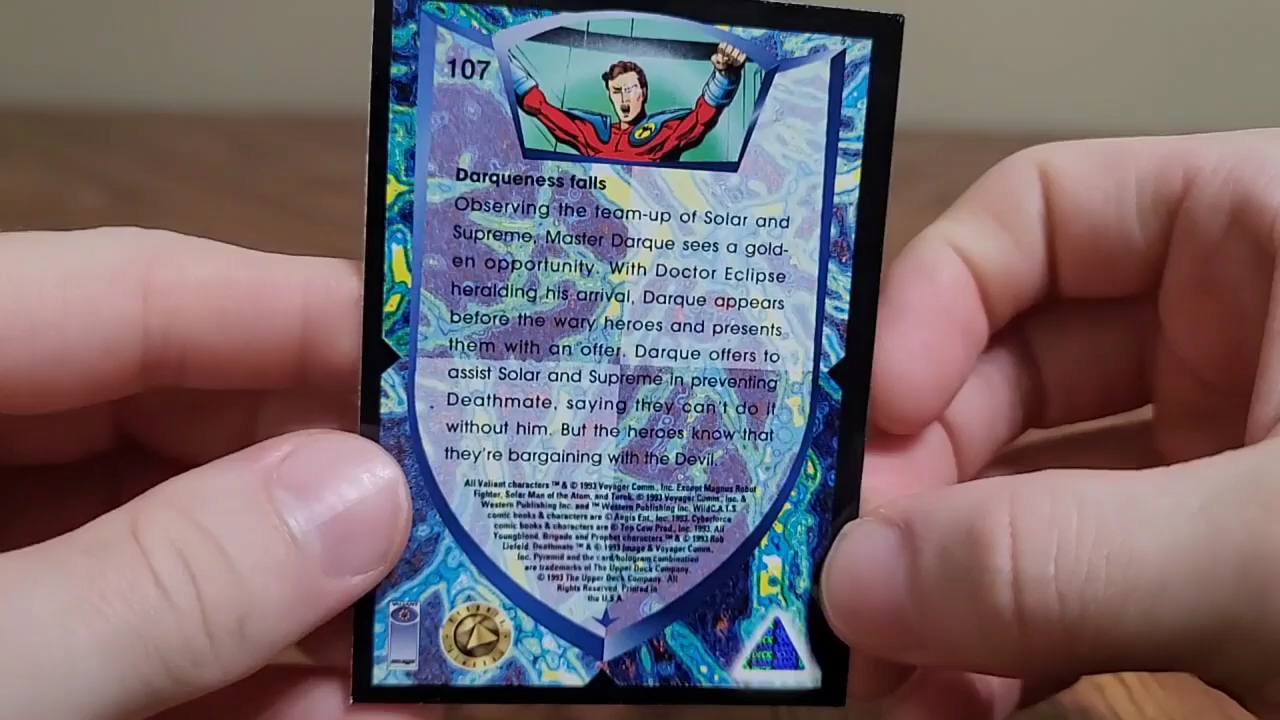 107
Darqueness falls
Observing the team-up of Solar and
Supreme, Master Darque sees a gold-
en opportunity. With Doctor Eclipse
heralding his arrival, Darque appears
before the wary heroes and presents
them with an offer. Darque offers to
assist Solar and Supreme in preventing
Deathmate, saying they can't do it
without him. But the heroes know that
they're bargaining with the Devil.
All Valiant characters ™ & © 1993 Voyager Comm., Inc. Except Magnus Robot
Fighter, Solar Man of the Atom, and Turok. © 1993 Voyager Comm., Inc. &
Western Publishing Inc. and ™ Western Publishing Inc. WildC.A.T.S.
comic books & characters are © Aegis Ent., Inc. 1993. Cyberforce
comic books & characters are © Top Cow Prod., Inc. 1993. All
Youngblood, Brigade and Prophet characters ™ & © 1993 Rob
Liefeld. Deathmate ™ & © 1993 Image & Voyager Comm.
Inc. Pyramid and the card/hologram combination
are trademarks of The Upper Deck Company.
© 1993 The Upper Deck Company. All
Rights Reserved. Printed in
the U.S.A.
DECK